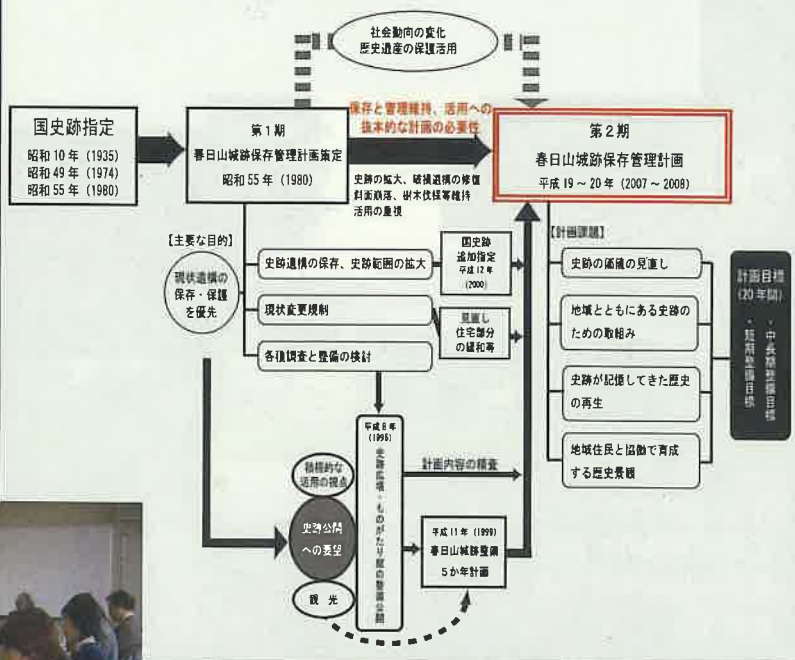 社会動向の変化
歴史遺産の保護活用
国史跡指定
昭和10年（1935）
昭和49年（1974）
昭和55年（1980）
第1期
春日山城跡保存管理計画策定
昭和55年（1980）
保存と管理維持、活用への
抜本的な計画の必要性
史跡の拡大、破損遺構の修復
斜面崩落、樹木伐採等維持
活用の重視
第2期
春日山城跡保存管理計画
平成19～20年（2007～2008）
【主要な目的】
現状遺構の
保存・保護
を優先
史跡遺構の保存、史跡範囲の拡大
現状変更規制
各種調査と整備の検討
国史跡
追加指定
平成12年
（2000）
見直し
住宅部分
の緩和等
【計画課題】
史跡の価値の見直し
地域とともにある史跡の
ための取組み
史跡が記憶してきた歴史
の再生
地域住民と協働で育成
する歴史景観
計画目標
（20年間）
・中長期整備目標
・短期整備目標
平成8年
（1996）
史跡広場・ものがたり館の整備公開
積極的な
活用の視点
史跡公開
への要望
観光
計画内容の精査
平成11年（1999）
春日山城跡整備
5か年計画